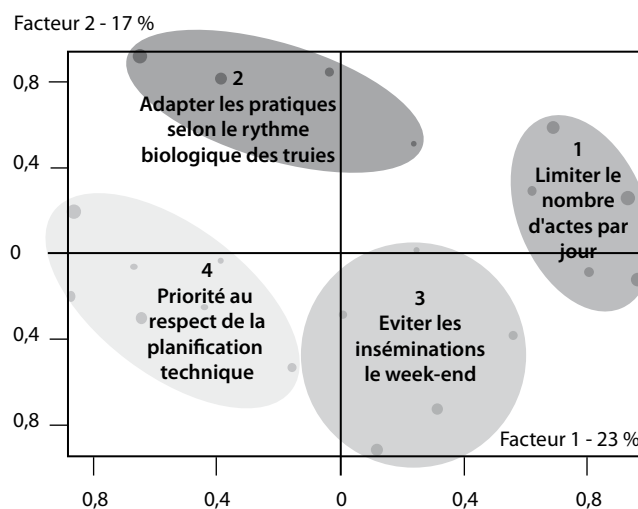 Facteur 2 - 17 %
0,8
0,4
0
0,4
0,8
2
Adapter les pratiques
selon le rythme
biologique des truies
1
Limiter le
nombre
d'actes par
jour
4
Priorité au
respect de la
planification
technique
3
Eviter les
inséminations
le week-end
Facteur 1 - 23 %
0,8
0,4
0
0,4
0,8